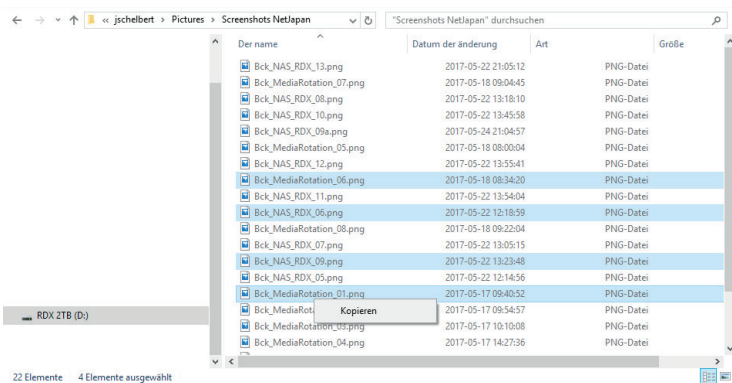 « jschelbert › Pictures › Screenshots NetJapan "Screenshots NetJapan" durchsuchen
Der name Datum der änderung Art Größe
Bck_NAS_RDX_13.png 2017-05-22 21:05:12 PNG-Datei
Bck_MediaRotation_07.png 2017-05-18 09:04:45 PNG-Datei
Bck_NAS_RDX_08.png 2017-05-22 13:18:10 PNG-Datei
Bck_NAS_RDX_10.png 2017-05-22 13:45:58 PNG-Datei
Bck_NAS_RDX_09a.png 2017-05-24 21:04:57 PNG-Datei
Bck_MediaRotation_05.png 2017-05-18 08:00:04 PNG-Datei
Bck_NAS_RDX_12.png 2017-05-22 13:55:41 PNG-Datei
Bck_MediaRotation_06.png 2017-05-18 08:34:20 PNG-Datei
Bck_NAS_RDX_11.png 2017-05-22 13:54:04 PNG-Datei
Bck_NAS_RDX_06.png 2017-05-22 12:18:59 PNG-Datei
Bck_MediaRotation_08.png 2017-05-18 09:22:04 PNG-Datei
Bck_NAS_RDX_07.png 2017-05-22 13:05:15 PNG-Datei
Bck_NAS_RDX_09.png 2017-05-22 13:23:48 PNG-Datei
Bck_NAS_RDX_05.png 2017-05-22 12:14:56 PNG-Datei
Bck_MediaRotation_01.png 2017-05-17 09:40:52 PNG-Datei
RDX 2TB (D:) Bck_MediaRot Kopieren 2017-05-17 09:54:57 PNG-Datei
Bck_MediaRotation_03.png 2017-05-17 10:10:08 PNG-Datei
Bck_MediaRotation_04.png 2017-05-17 14:27:36 PNG-Datei
22 Elemente 4 Elemente ausgewählt